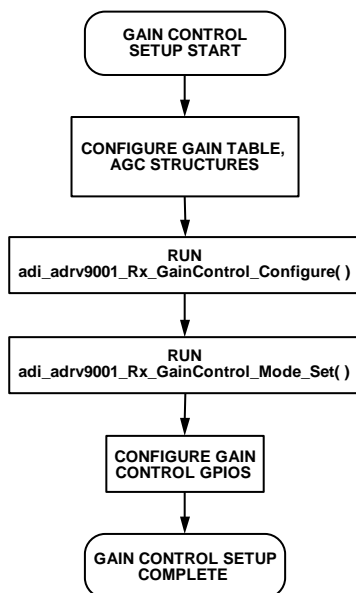 GAIN CONTROL
SETUP START
CONFIGURE GAIN TABLE,
AGC STRUCTURES
RUN
adi_adrv9001_Rx_GainControl_Configure( )
RUN
adi_adrv9001_Rx_GainControl_Mode_Set( )
CONFIGURE GAIN
CONTROL GPIOS
GAIN CONTROL SETUP
COMPLETE